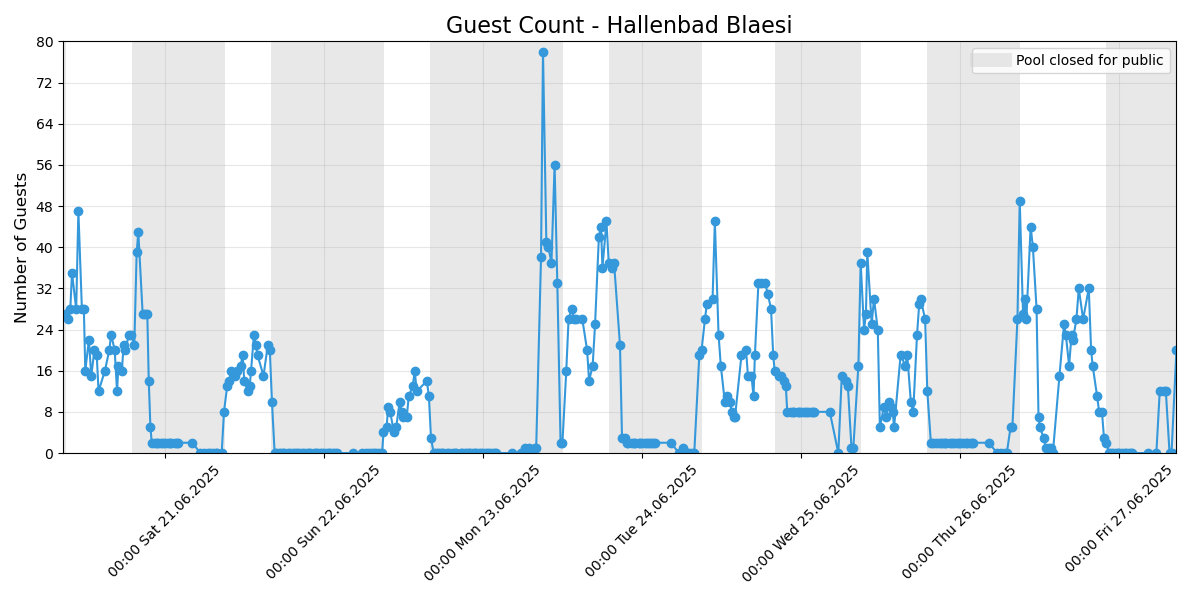 Guest Count - Hallenbad Blaesi
Pool closed for public
Number of Guests
80
72
64
56
48
40
32
24
16
8
0
00:00 Sat 21.06.2025
00:00 Sun 22.06.2025
00:00 Mon 23.06.2025
00:00 Tue 24.06.2025
00:00 Wed 25.06.2025
00:00 Thu 26.06.2025
00:00 Fri 27.06.2025